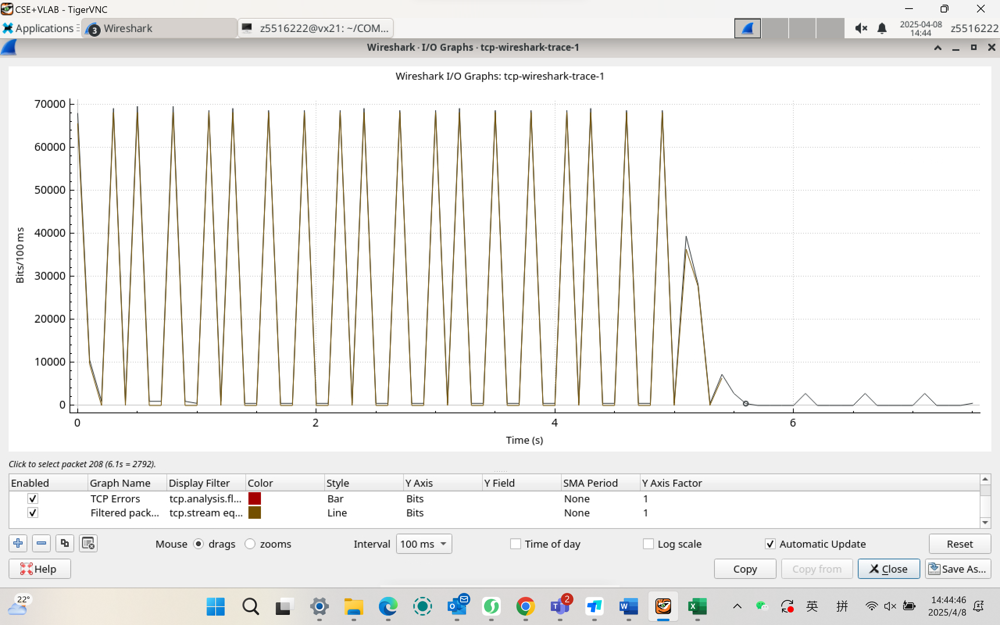 CSE+VLAB - TigerVNC
Applications
3 Wireshark
z5516222@vx21: ~/COM...
2025-04-08
14:44
z5516222
Wireshark · I/O Graphs · tcp-wireshark-trace-1
Wireshark I/O Graphs: tcp-wireshark-trace-1
70000
60000
50000
40000
30000
20000
10000
0
Bits/100 ms
0 2 4 6
Time (s)
Click to select packet 208 (6.1s = 2792).
Enabled Graph Name Display Filter Color Style Y Axis Y Field SMA Period Y Axis Factor
TCP Errors tcp.analysis.fl... Bar Bits None 1
Filtered pack... tcp.stream eq... Line Bits None 1
Mouse drags zooms Interval 100 ms Time of day Log scale Automatic Update Reset
Help Copy Copy from Close Save As...
22°
2
英
拼
14:44:46
2025/4/8